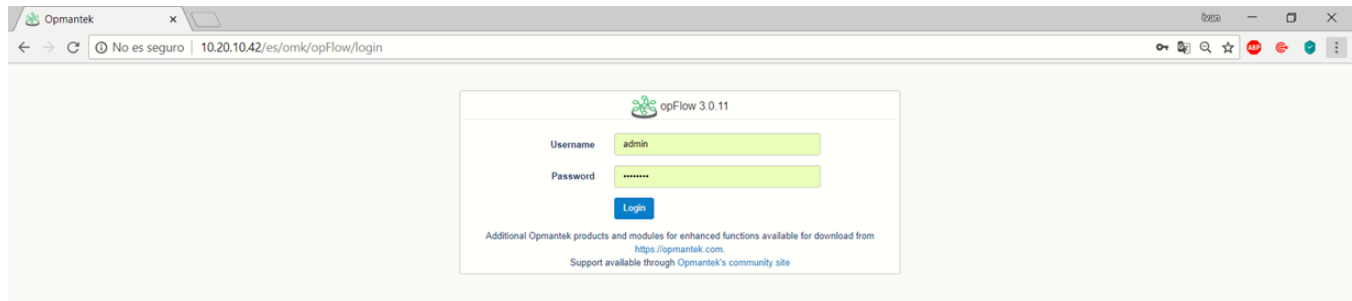 Opmantek
No es seguro | 10.20.10.42/es/omk/opFlow/login
ABP
opFlow 3.0.11
Username admin
Password ••••••••
Login
Additional Opmantek products and modules for enhanced functions available for download from
https://opmantek.com.
Support available through Opmantek's community site